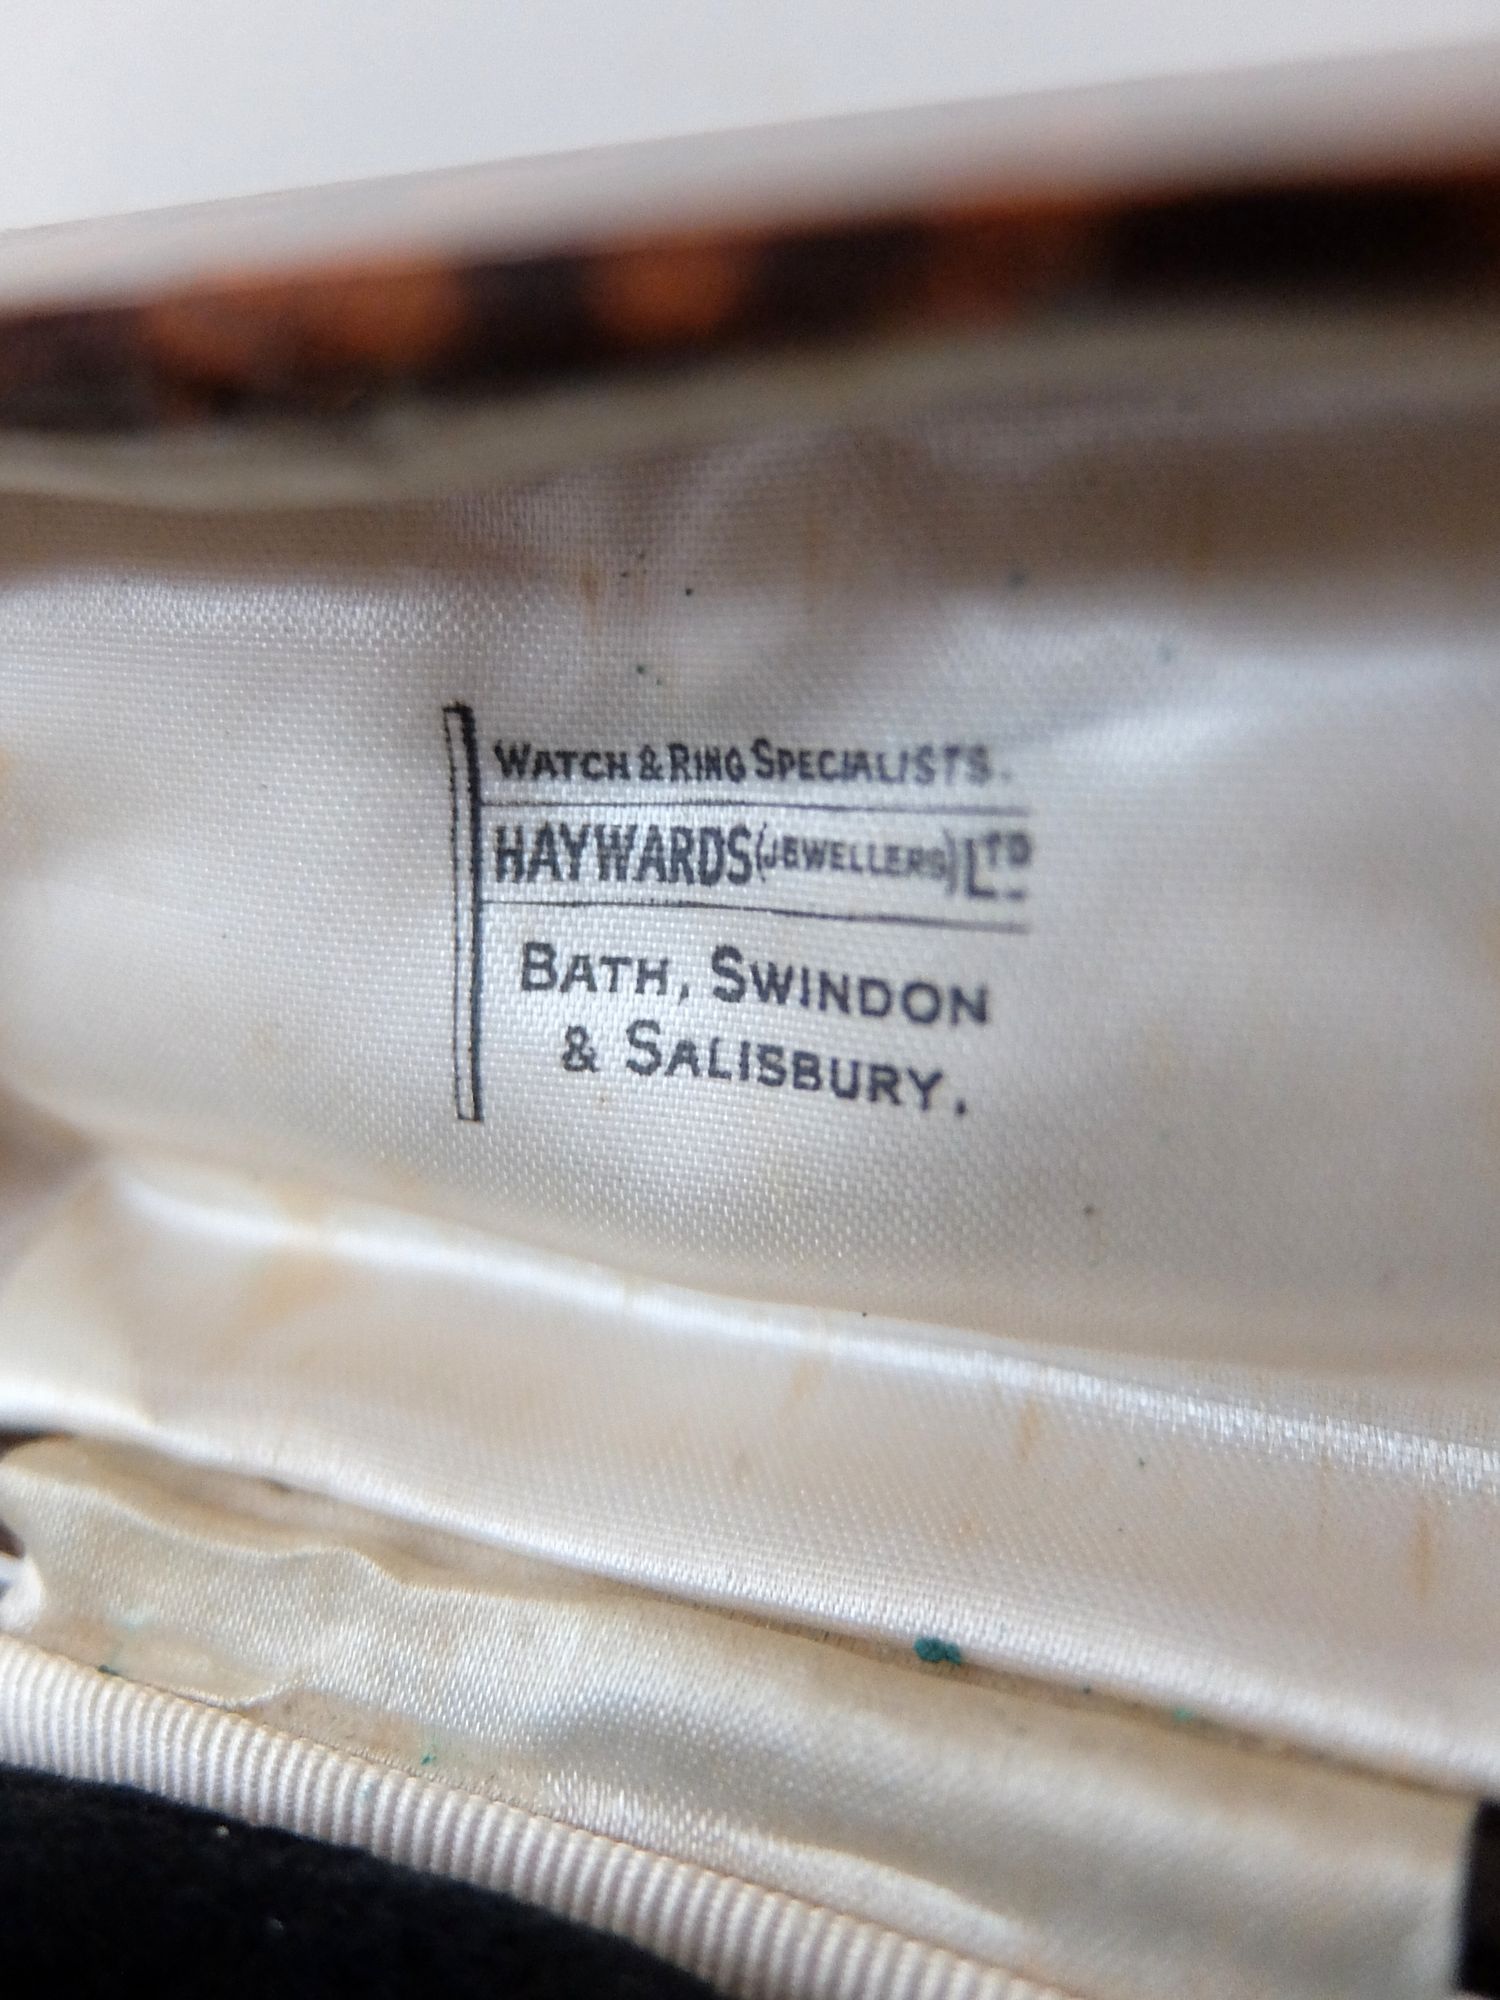 WATCH & RING SPECIALISTS.
HAYWARDS (JEWELLERS) LTD
BATH, SWINDON
& SALISBURY.